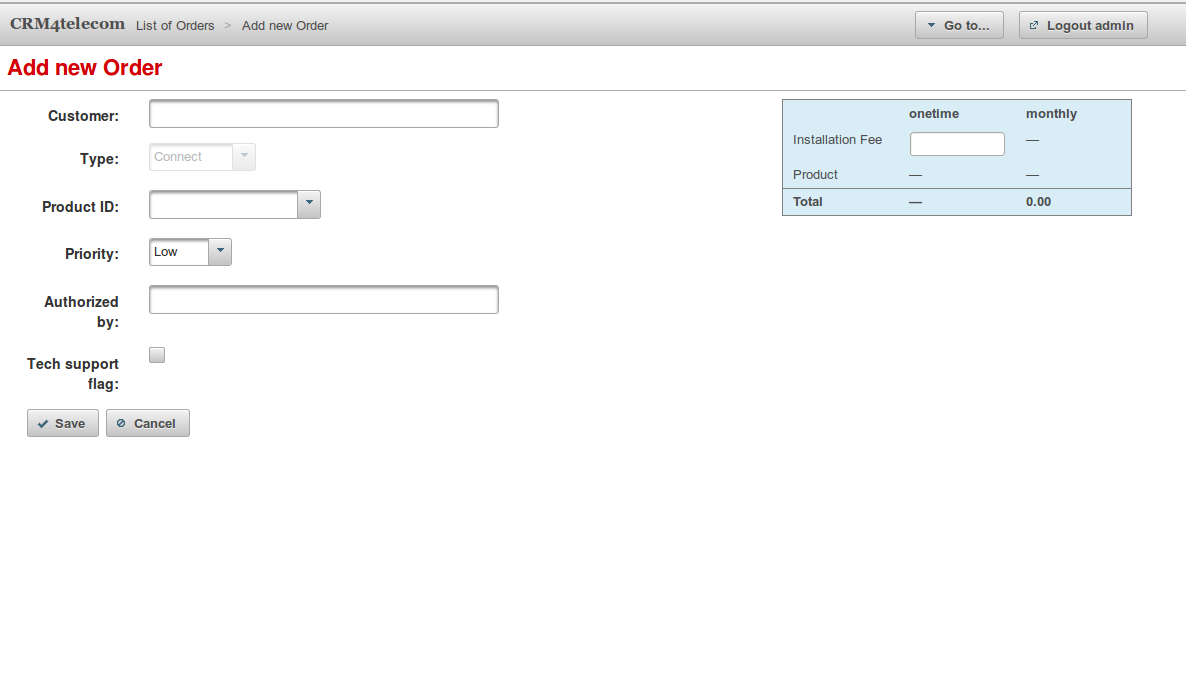 CRM4telecom List of Orders > Add new Order Go to... Logout admin
Add new Order
Customer:
Type: Connect
Product ID:
Priority: Low
Authorized
by:
Tech support
flag:
Save Cancel
onetime monthly
Installation Fee —
Product — —
Total — 0.00